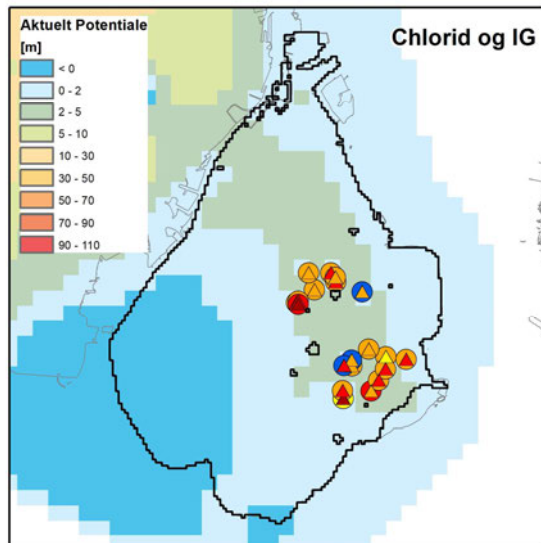 Aktuelt Potentiale
Chlorid og IG
[m]
< 0
0 - 2
2 - 5
5 - 10
10 - 30
30 - 50
50 - 70
70 - 90
90 - 110